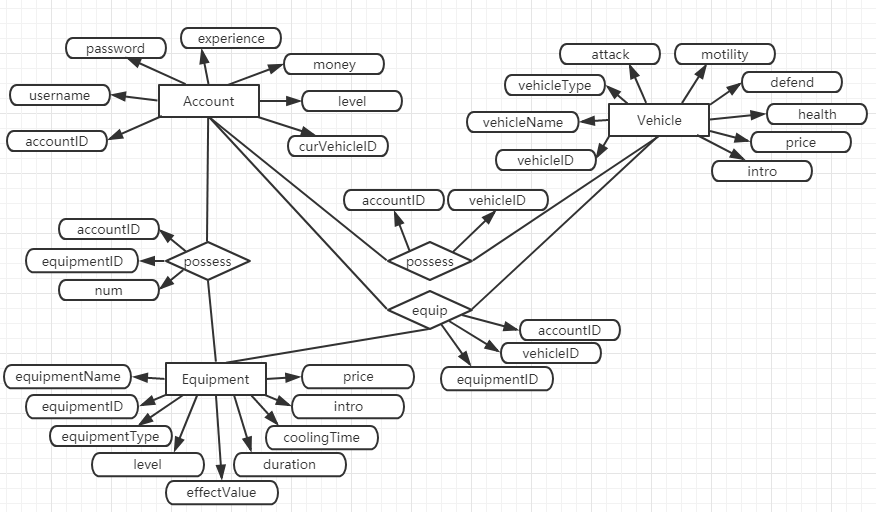 experience
password
money
attack
motility
username
Account
level
vehicleType
defend
accountID
curVehicleID
vehicleName
Vehicle
health
vehicleID
price
intro
accountID
vehicleID
accountID
equipmentID
possess
possess
num
equip
accountID
vehicleID
equipmentID
equipmentName
Equipment
price
equipmentID
intro
equipmentType
coolingTime
level
duration
effectValue